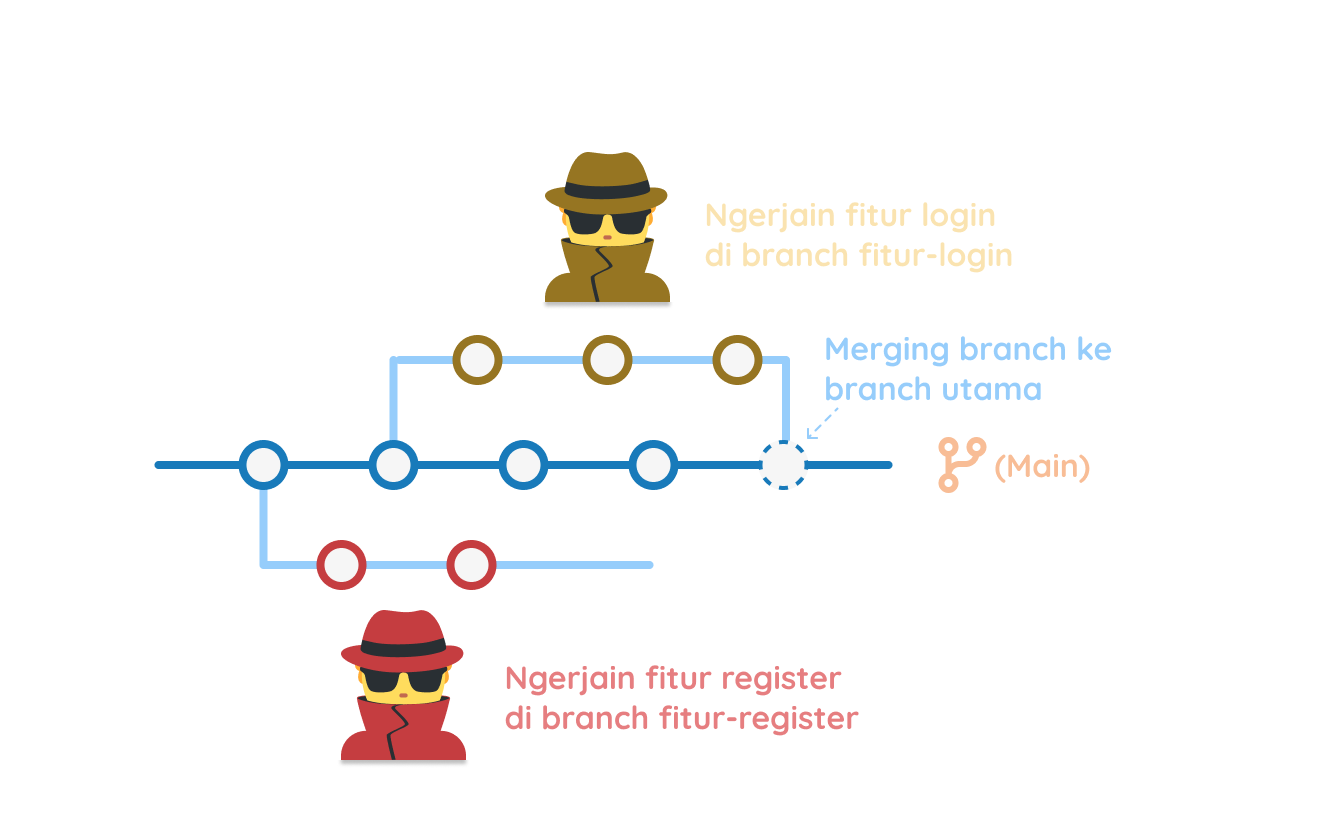 Ngerjain fitur login
di branch fitur-login
Merging branch ke
branch utama
(Main)
Ngerjain fitur register
di branch fitur-register